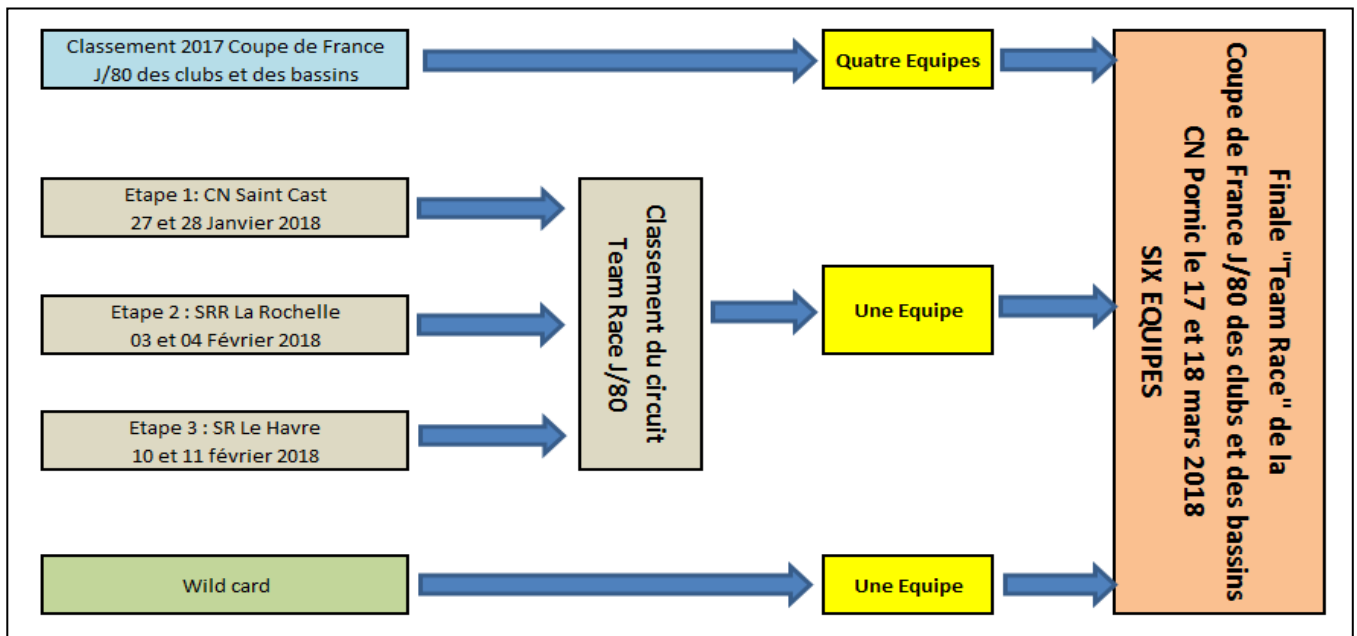 Classement 2017 Coupe de France
J/80 des clubs et des bassins
Quatre Equipes
Etape 1: CN Saint Cast
27 et 28 Janvier 2018
Etape 2 : SRR La Rochelle
03 et 04 Février 2018
Etape 3 : SR Le Havre
10 et 11 février 2018
Classement du circuit
Team Race J/80
Une Equipe
Wild card
Une Equipe
Finale "Team Race" de la
Coupe de France J/80 des clubs et des bassins
CN Pornic le 17 et 18 mars 2018
SIX EQUIPES